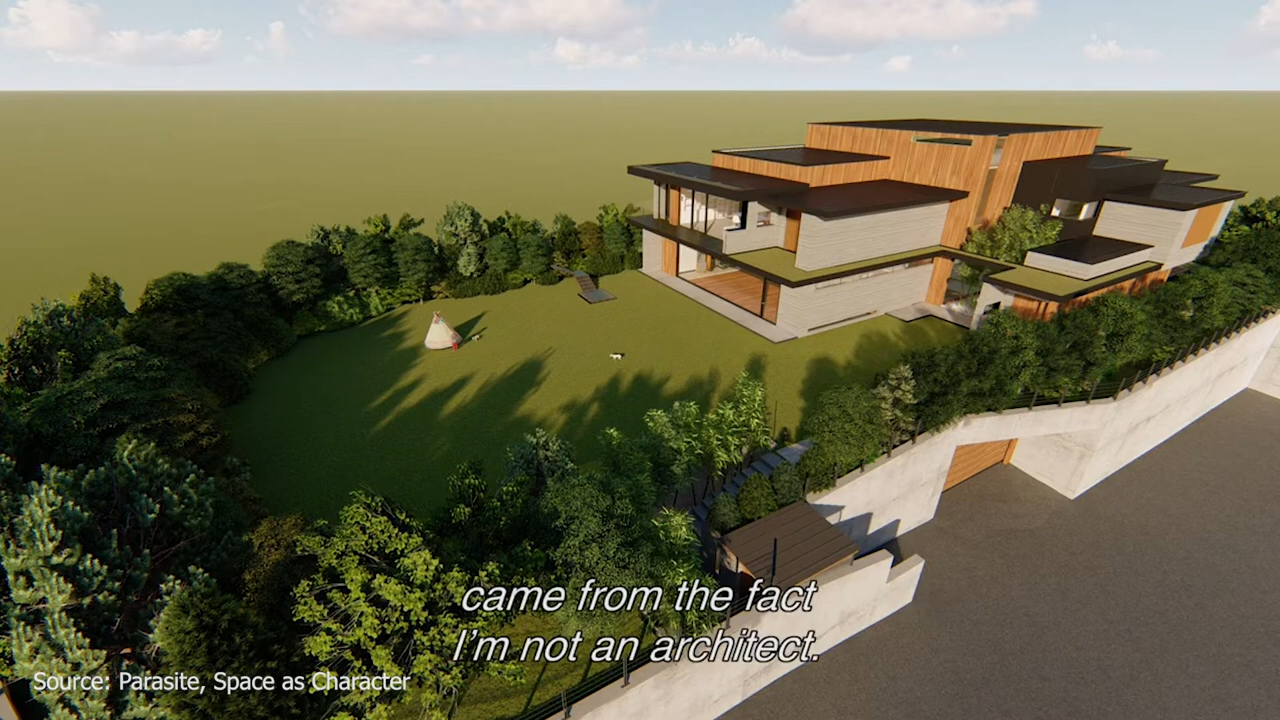 came from the fact
I'm not an architect.
Source: Parasite, Space as Character